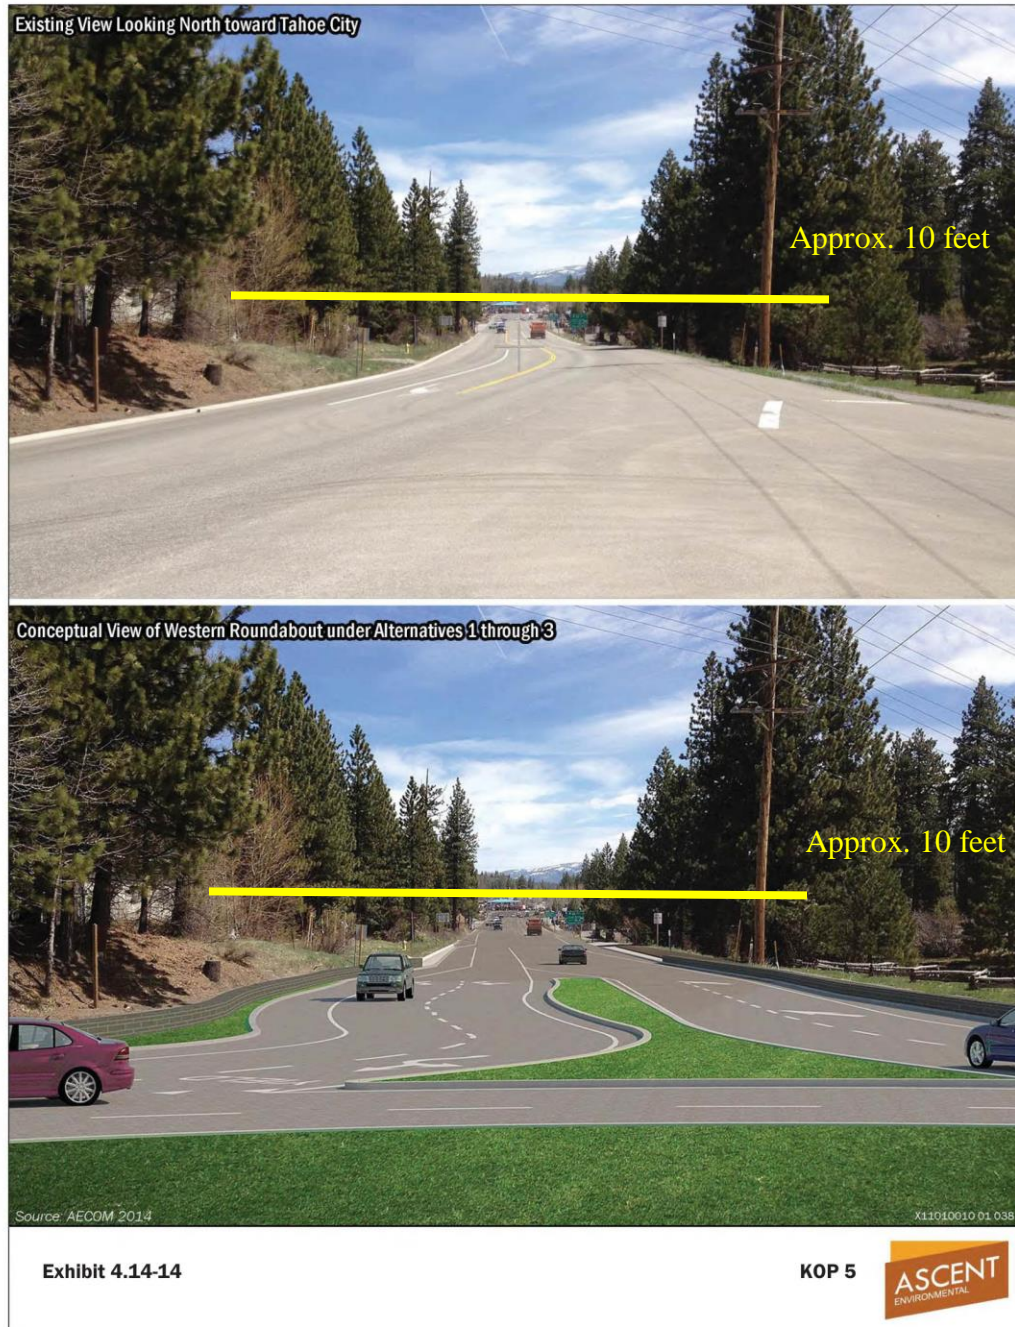 Existing View Looking North toward Tahoe City
Approx. 10 feet
Conceptual View of Western Roundabout under Alternatives 1 through 3
Approx. 10 feet
Source: AECOM 2014
X11010010 01 038
Exhibit 4.14-14
KOP 5
ASCENT
ENVIRONMENTAL